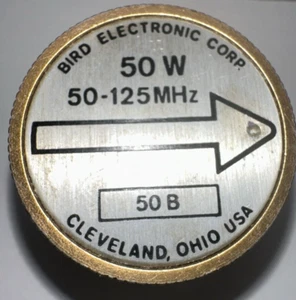 BIRD ELECTRONIC CORP.
50 W
50-125MHz
50 B
CLEVELAND, OHIO USA